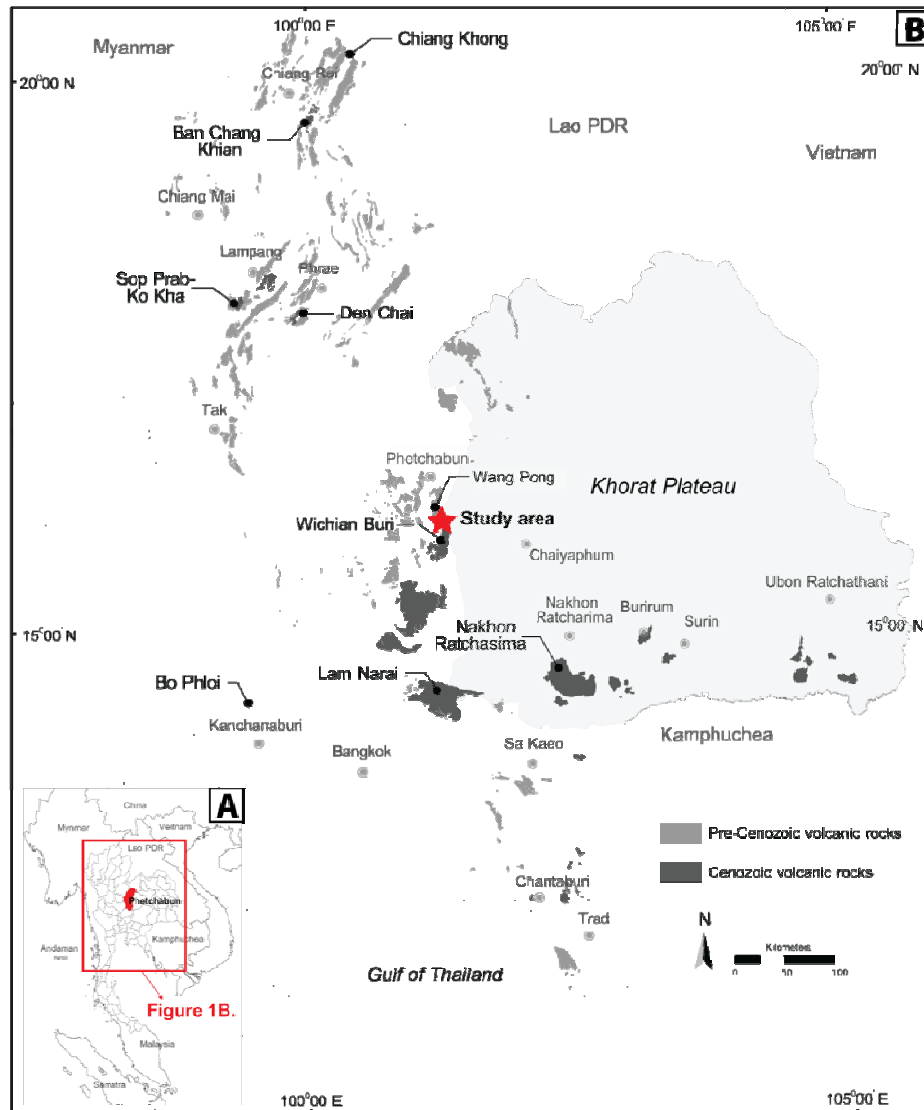 100°00 E
105°00 E
B
Myanmar
Chiang Khong
20°00 N
20°00 N
Chiang Rei
Lao PDR
Ban Chang
Khian
Vietnam
Chiang Mai
Lampang
Phrae
Sop Prab-
Ko Kha
Den Chai
Tak
Phetchabun
Wang Pong
Khorat Plateau
Wichian Buri
Study area
Chaiyaphum
Ubon Ratchathani
Nakhon
Ratcharima
Burirum
Surin
15°00 N
15°00 N
Nakhon
Ratchasima
Lam Narai
Bo Phloi
Kanchanaburi
Kamphuchea
Bangkok
Sa Kaeo
A
China
Mynmar
Vietnam
Lao PDR
Phetchabun
Kamphuchea
Andaman
Figure 1B.
Malaysia
Samatra
Pre-Cenozoic volcanic rocks
Cenozoic volcanic rocks
Chantaburi
Trad
N
Kilometers
0 50 100
Gulf of Thailand
100°00 E
105°00 E